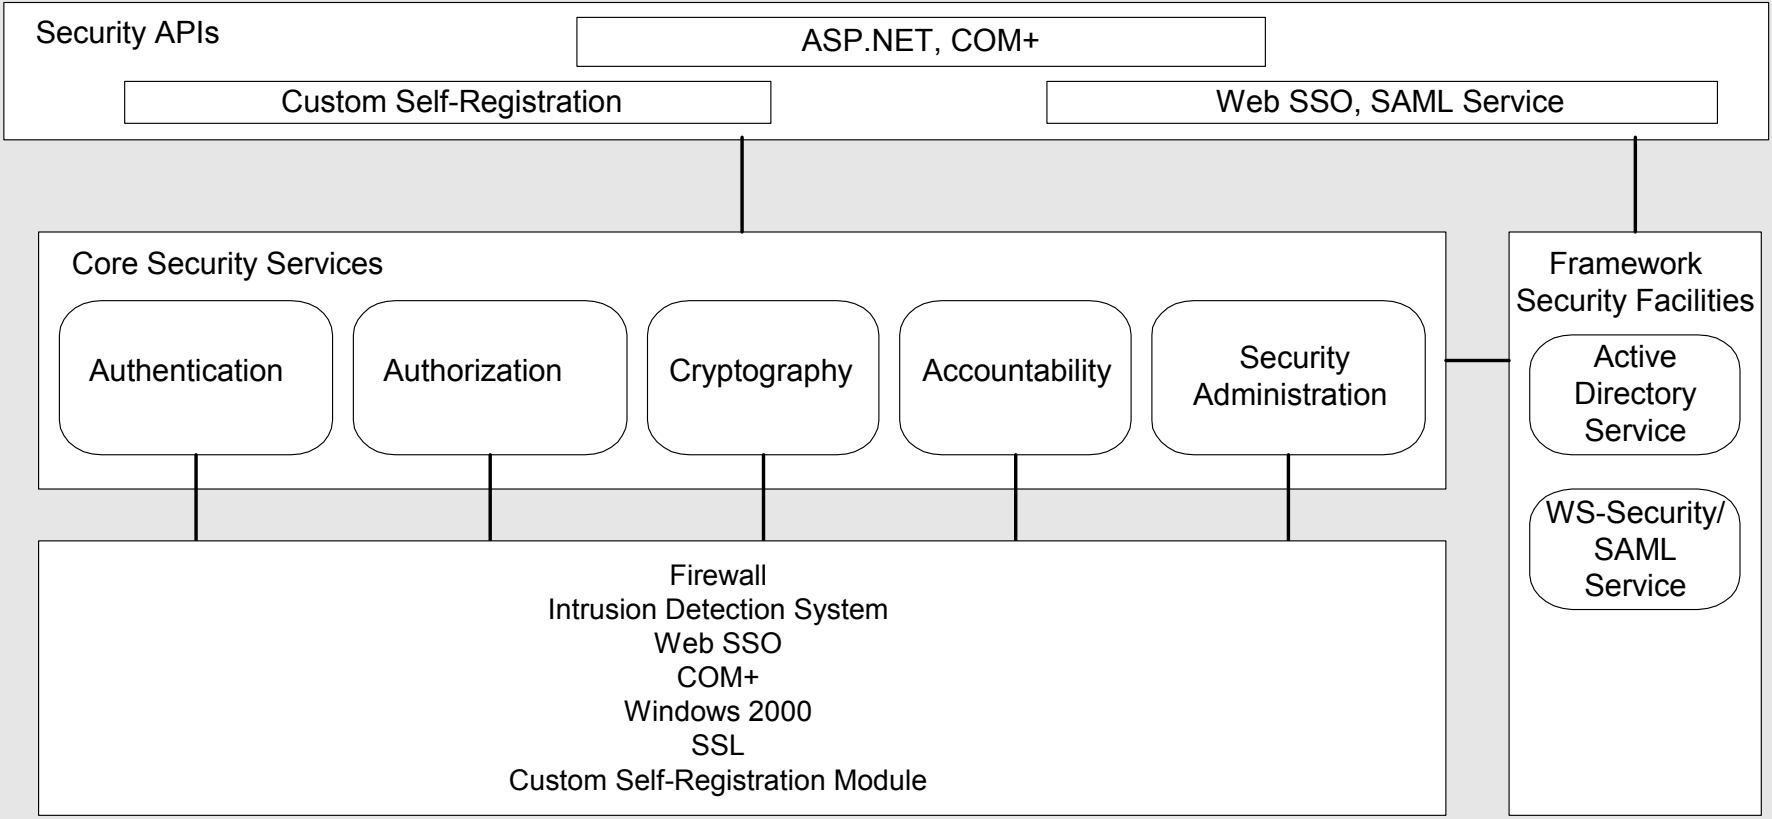 Security APIs
ASP.NET, COM+
Custom Self-Registration
Web SSO, SAML Service
Core Security Services
Authentication
Authorization
Cryptography
Accountability
Security
Administration
Framework
Security Facilities
Active
Directory
Service
WS-Security/
SAML
Service
Firewall
Intrusion Detection System
Web SSO
COM+
Windows 2000
SSL
Custom Self-Registration Module